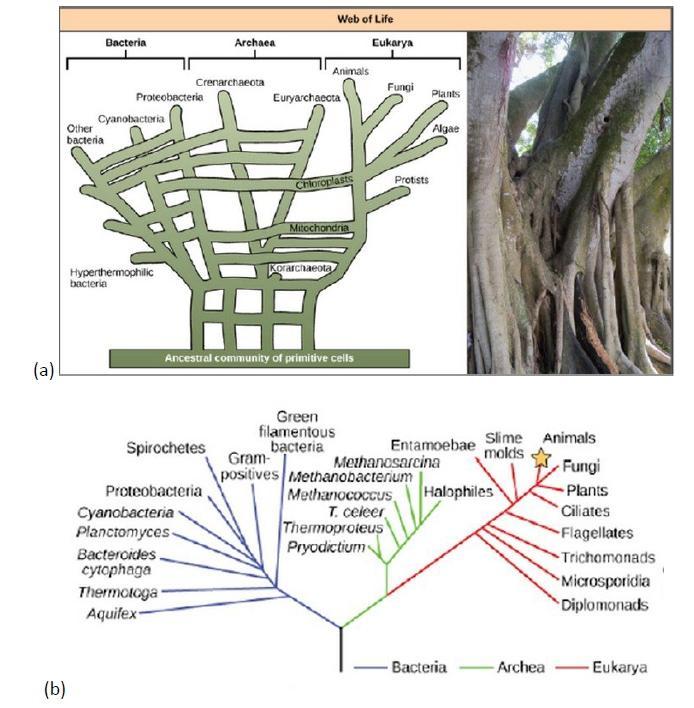 Web of Life
Bacteria
Archaea
Eukarya
Animals
Crenarchaeota
Fungi
Proteobacteria
Euryarchaeota
Plants
Cyanobacteria
Other
bacteria
Algae
Chloroplasts
Protists
Mitochondria
Korarchaeota
Hyperthermophilic
bacteria
Ancestral community of primitive cells
(a)
Green
filamentous
bacteria
Spirochetes
Gram-
positives
Entamoebae
Slime
molds
Animals
Methanosarcina
Fungi
Methanobacterium
Proteobacteria
Methanococcus
Halophiles
Plants
Cyanobacteria
T. celeer
Ciliates
Planctomyces
Thermoproteus
Flagellates
Bacteroides
cytophaga
Pryodictium
Trichomonads
Thermotoga
Microsporidia
Aquifex
Diplomonads
Bacteria
Archea
Eukarya
(b)